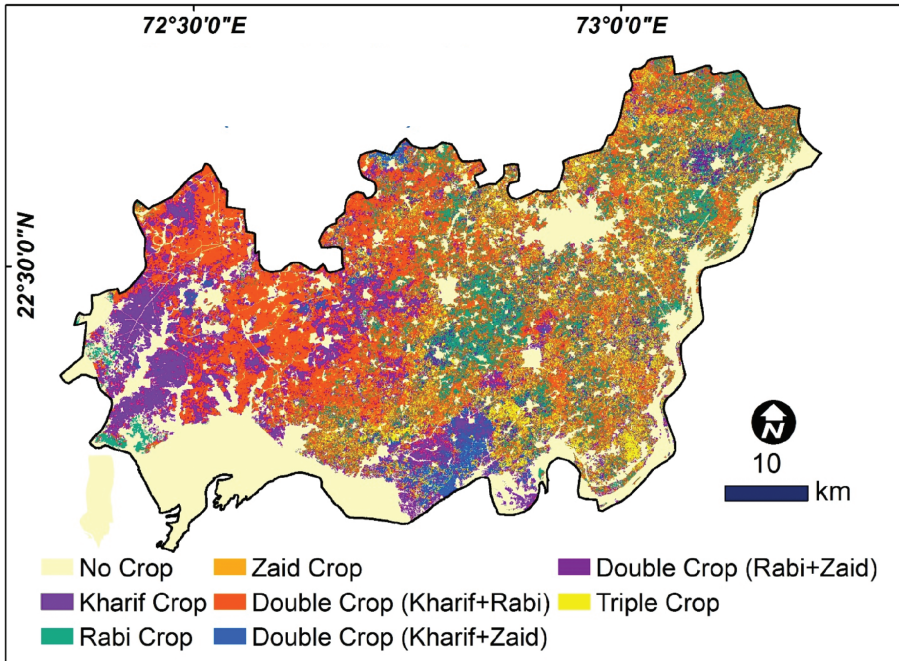 72°30'0"E
73°0'0"E
22°30'0"N
N
10
km
No Crop
Zaid Crop
Double Crop (Rabi+Zaid)
Kharif Crop
Double Crop (Kharif+Rabi)
Triple Crop
Rabi Crop
Double Crop (Kharif+Zaid)